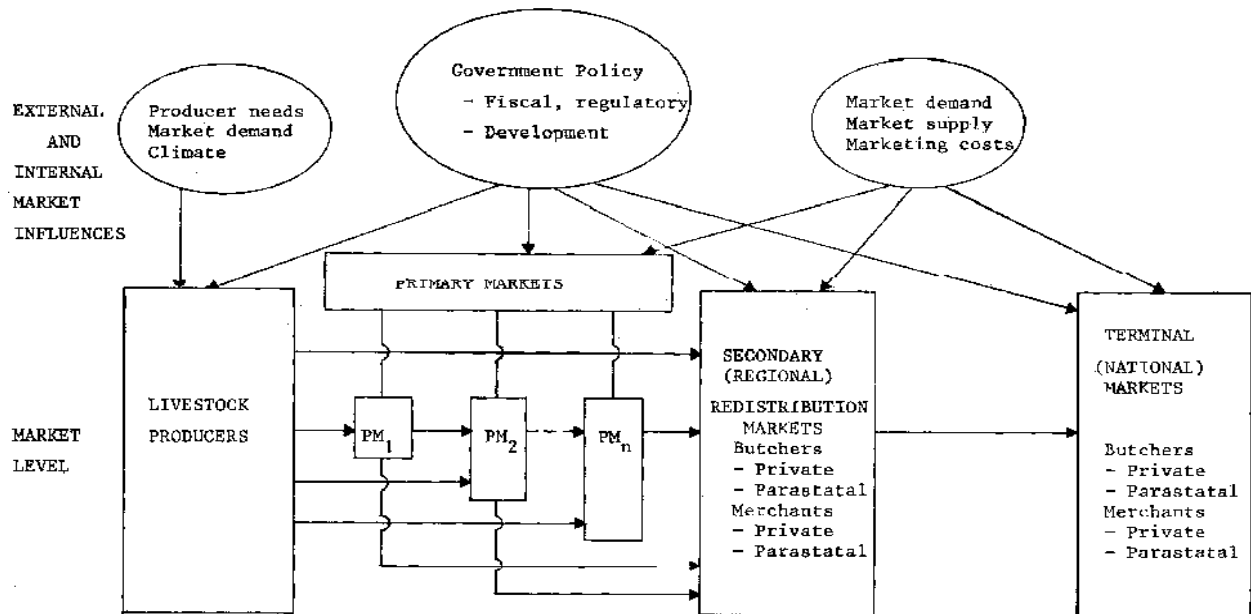 Government Policy
- Fiscal, regulatory
- Development
Producer needs
Market demand
Climate
Market demand
Market supply
Marketing costs
EXTERNAL
AND
INTERNAL
MARKET
INFLUENCES
PRIMARY MARKETS
LIVESTOCK
PRODUCERS
MARKET
LEVEL
PM1
PM2
PMn
SECONDARY
(REGIONAL)
REDISTRIBUTION
MARKETS
Butchers
- Private
- Parastatal
Merchants
- Private
- Parastatal
TERMINAL
(NATIONAL)
MARKETS
Butchers
- Private
- Parastatal
Merchants
- Private
- Parastatal